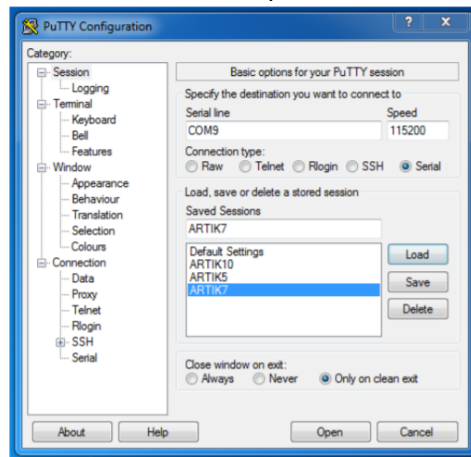 PuTTY Configuration
Category:
Session
Logging
Terminal
Keyboard
Bell
Features
Window
Appearance
Behaviour
Translation
Selection
Colours
Connection
Data
Proxy
Telnet
Rlogin
SSH
Serial
Basic options for your PuTTY session
Specify the destination you want to connect to
Serial line Speed
COM9 115200
Connection type:
Raw Telnet Rlogin SSH Serial
Load, save or delete a stored session
Saved Sessions
ARTIK7
Default Settings
ARTIK10
ARTIK5
ARTIK7
Load
Save
Delete
Close window on exit:
Always Never Only on clean exit
About Help Open Cancel